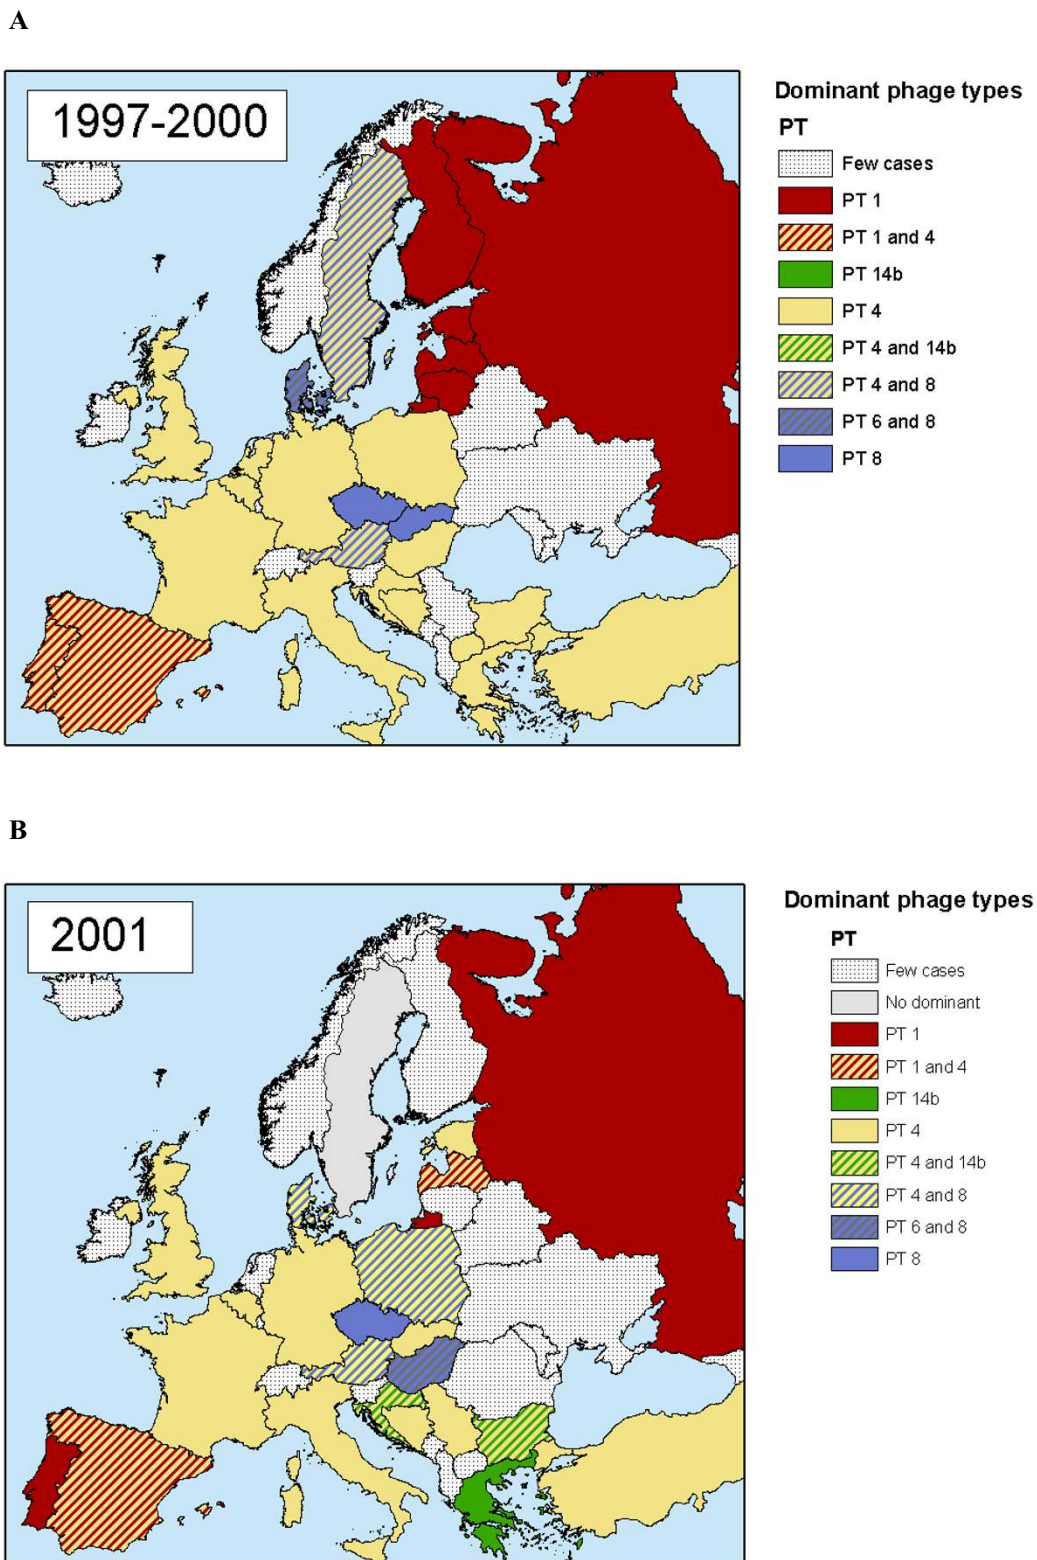 A
1997-2000
Dominant phage types
PT
Few cases
PT 1
PT 1 and 4
PT 14b
PT 4
PT 4 and 14b
PT 4 and 8
PT 6 and 8
PT 8
B
2001
Dominant phage types
PT
Few cases
No dominant
PT 1
PT 1 and 4
PT 14b
PT 4
PT 4 and 14b
PT 4 and 8
PT 6 and 8
PT 8